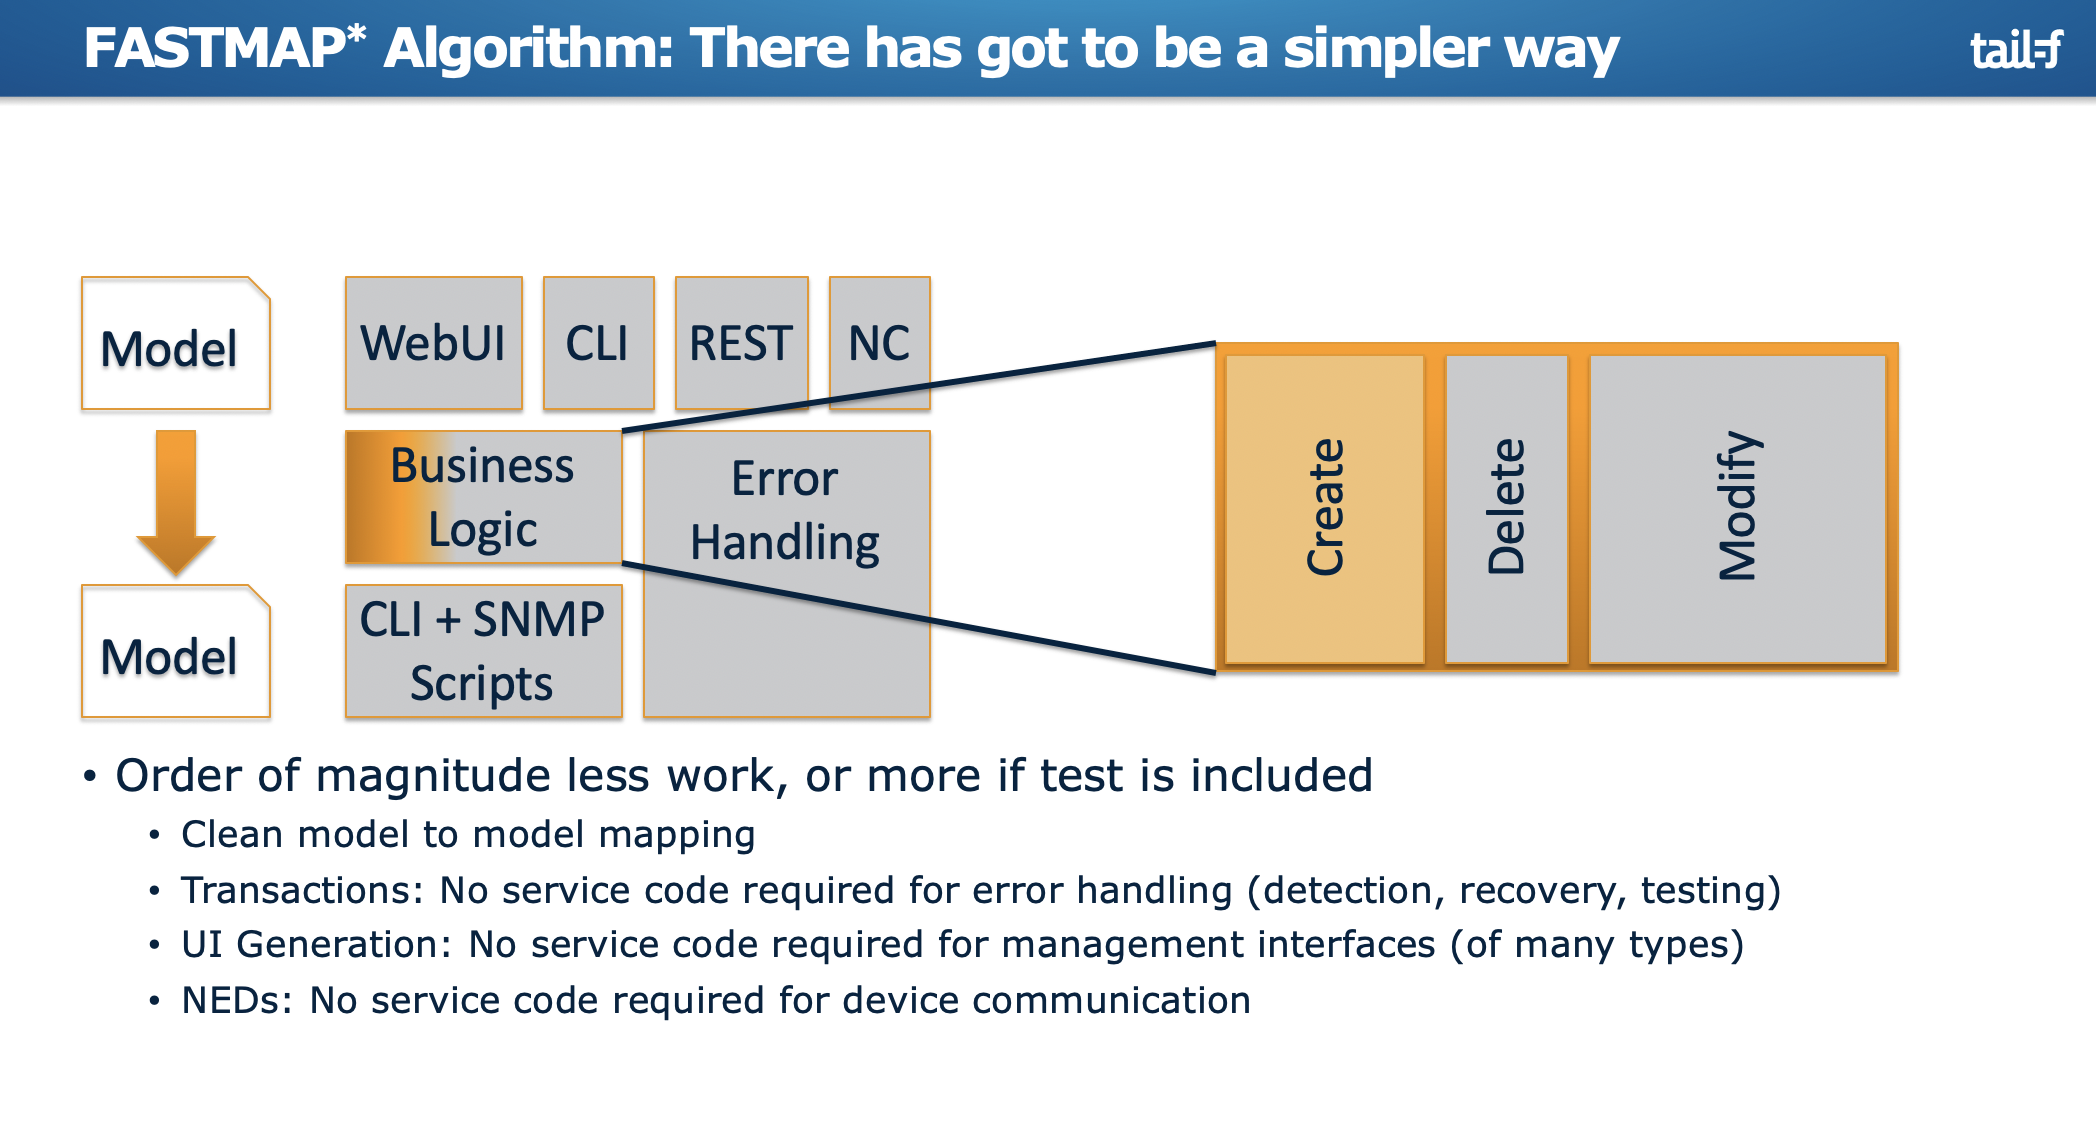 FASTMAP* Algorithm: There has got to be a simpler way
tail-f
Model
WebUI
CLI
REST
NC
Business
Logic
Error
Handling
Model
CLI + SNMP
Scripts
Create
Delete
Modify
• Order of magnitude less work, or more if test is included
• Clean model to model mapping
• Transactions: No service code required for error handling (detection, recovery, testing)
• UI Generation: No service code required for management interfaces (of many types)
• NEDs: No service code required for device communication